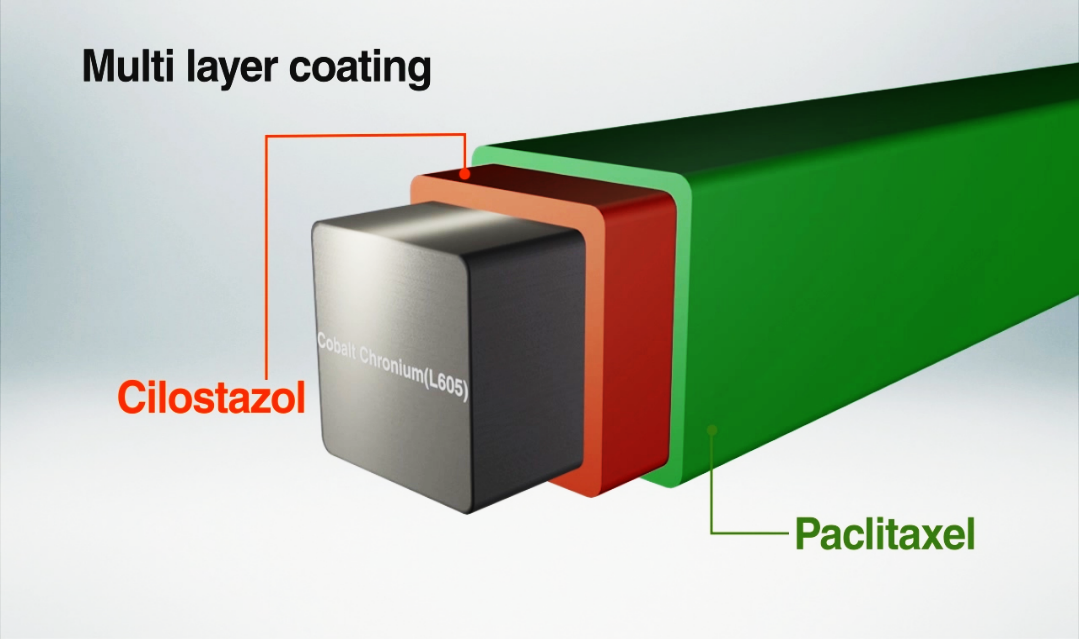 Multi layer coating
Cobalt Chronium(L605)
Cilostazol
Paclitaxel